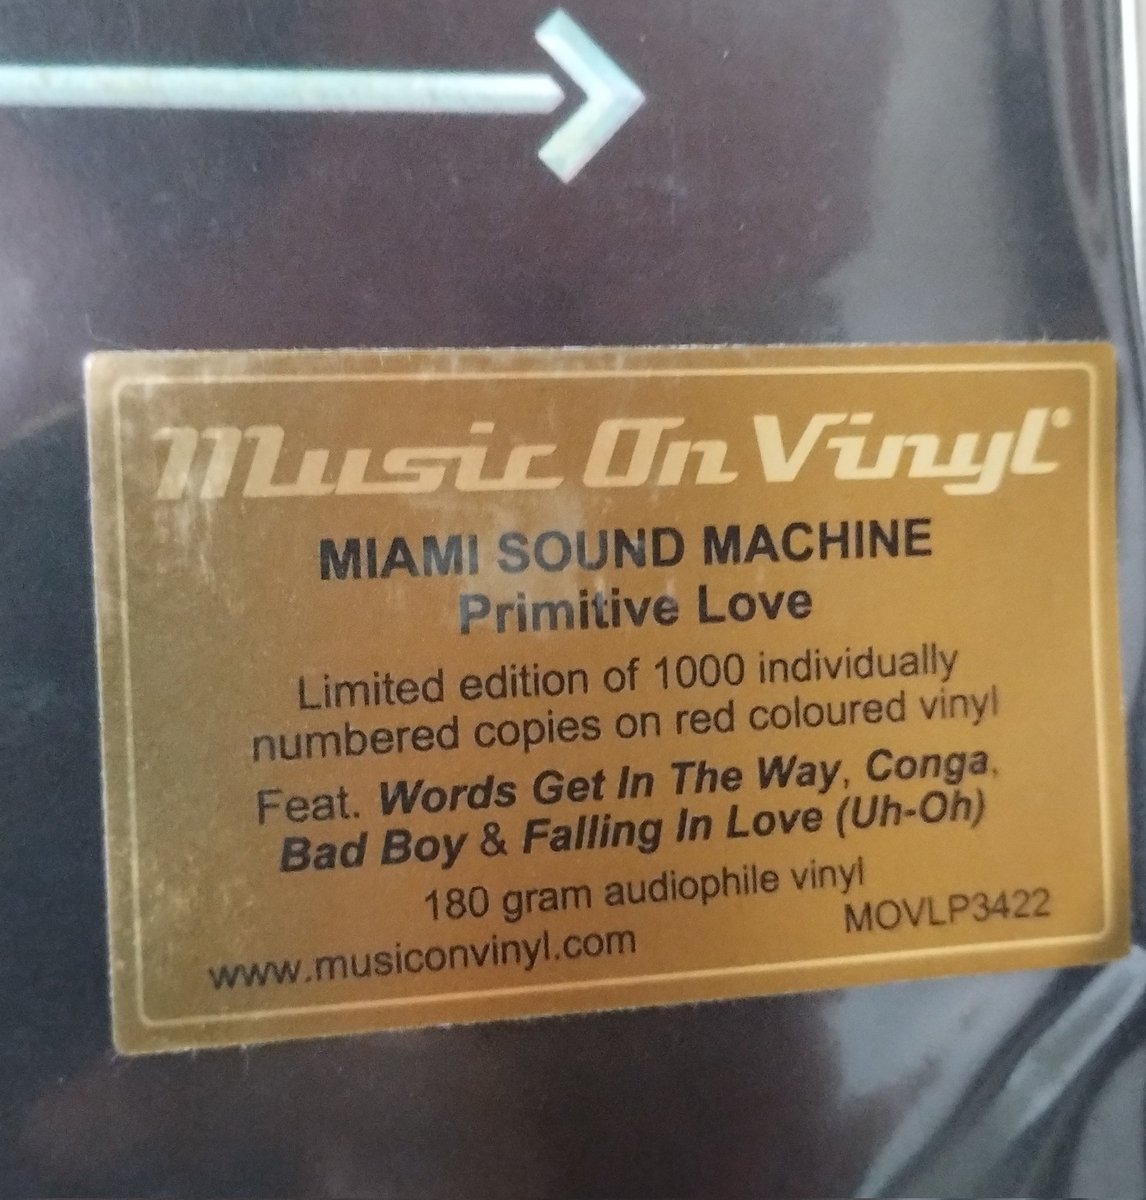 Music On Vinyl
MIAMI SOUND MACHINE
Primitive Love
Limited edition of 1000 individually
numbered copies on red coloured vinyl
Feat. Words Get In The Way, Conga,
Bad Boy & Falling In Love (Uh-Oh)
180 gram audiophile vinyl
MOVLP3422
www.musiconvinyl.com